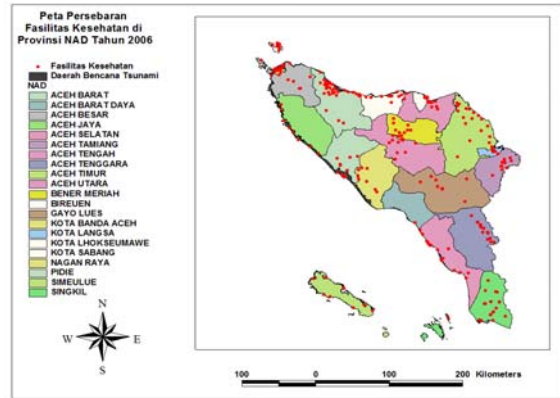 Peta Persebaran
Fasilitas Kesehatan di
Provinsi NAD Tahun 2006
Fasilitas Kesehatan
Daerah Bencana Tsunami
NAD
ACEH BARAT
ACEH BARAT DAYA
ACEH BESAR
ACEH JAYA
ACEH SELATAN
ACEH TAMIANG
ACEH TENGAH
ACEH TENGGARA
ACEH TIMUR
ACEH UTARA
BENER MERIAH
BIREUEN
GAYO LUES
KOTA BANDA ACEH
KOTA LANGSA
KOTA LHOKSEUMAWE
KOTA SABANG
NAGAN RAYA
PIDIE
SIMEULUE
SINGKIL
N
W E
S
100 0 100 200 Kilometers